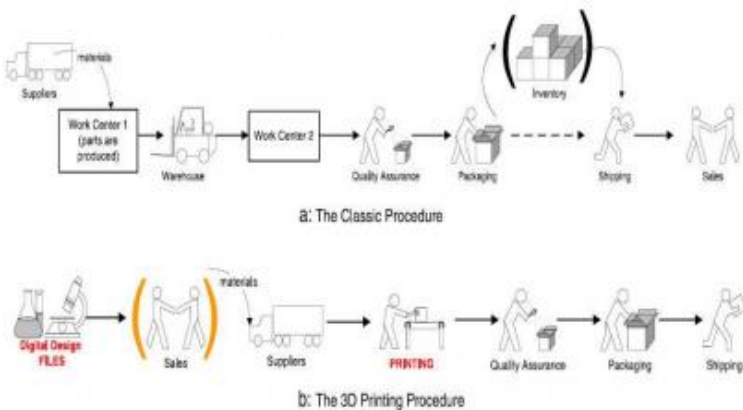 materials
Suppliers
Inventory
Work Center 1
(parts are
produced)
Work Center 2
Warehouse
Quality Assurance
Packaging
Shipping
Sales
a: The Classic Procedure
materials
Digital Design
FILES
Sales
Suppliers
PRINTING
Quality Assurance
Packaging
Shipping
b: The 3D Printing Procedure